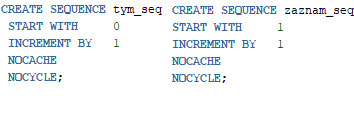 CREATE SEQUENCE tym_seq
START WITH 0
INCREMENT BY 1
NOCACHE
NOCYCLE;
CREATE SEQUENCE zaznam_seq
START WITH 1
INCREMENT BY 1
NOCACHE
NOCYCLE;